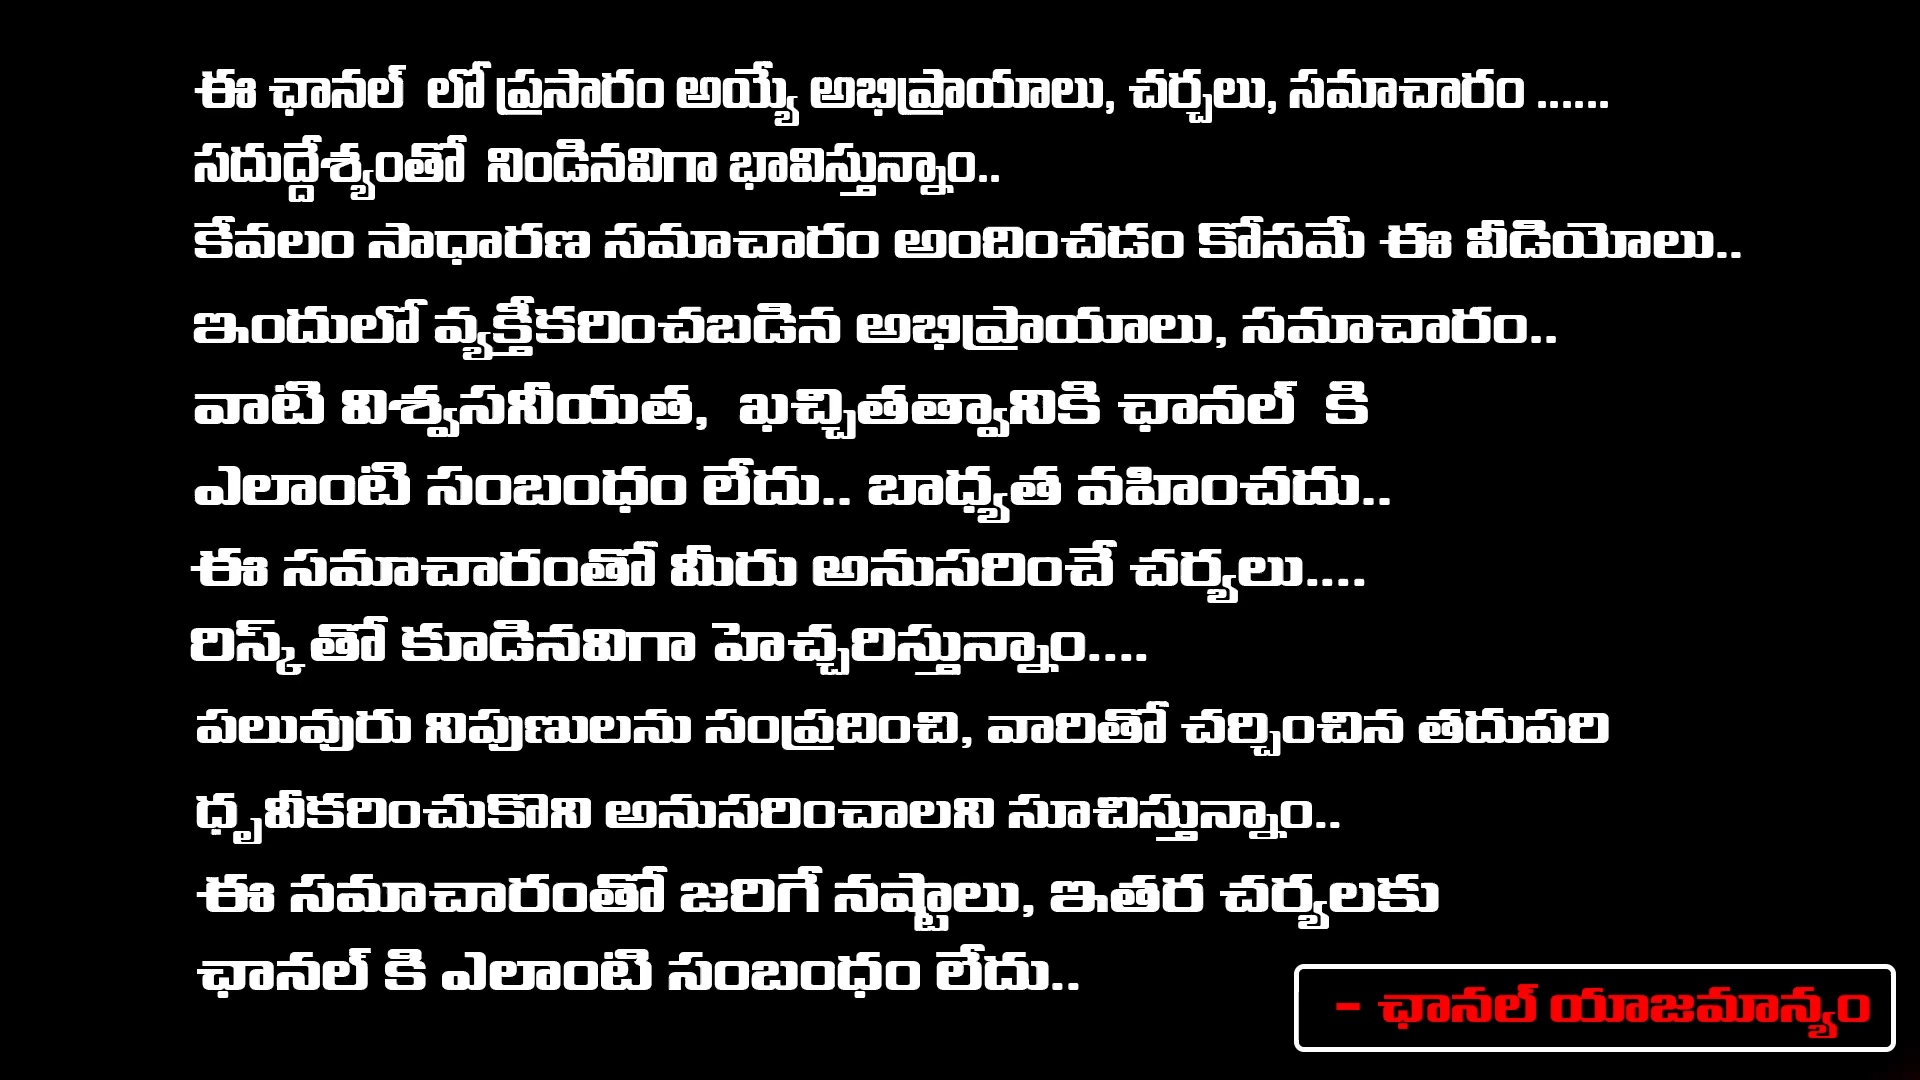 ఈ ఛానల్ లో ప్రసారం అయ్యే అభిప్రాయాలు, చర్చలు, సమాచారం ......
సదుద్దేశ్యంతో నిండినవిగా భావిస్తున్నాం..
కేవలం సాధారణ సమాచారం అందించడం కోసమే ఈ వీడియోలు..
ఇందులో వ్యక్తీకరించబడిన అభిప్రాయాలు, సమాచారం..
వాటి విశ్వసనీయత, ఖచ్చితత్వానికి ఛానల్ కి
ఎలాంటి సంబంధం లేదు.. బాధ్యత వహించదు..
ఈ సమాచారంతో మీరు అనుసరించే చర్యలు....
రిస్క్ తో కూడినవిగా హెచ్చరిస్తున్నాం....
పలువురు నిపుణులను సంప్రదించి, వారితో చర్చించిన తదుపరి
ధృవీకరించుకొని అనుసరించాలని సూచిస్తున్నాం..
ఈ సమాచారంతో జరిగే నష్టాలు, ఇతర చర్యలకు
ఛానల్ కి ఎలాంటి సంబంధం లేదు..
- ఛానల్ యాజమాన్యం